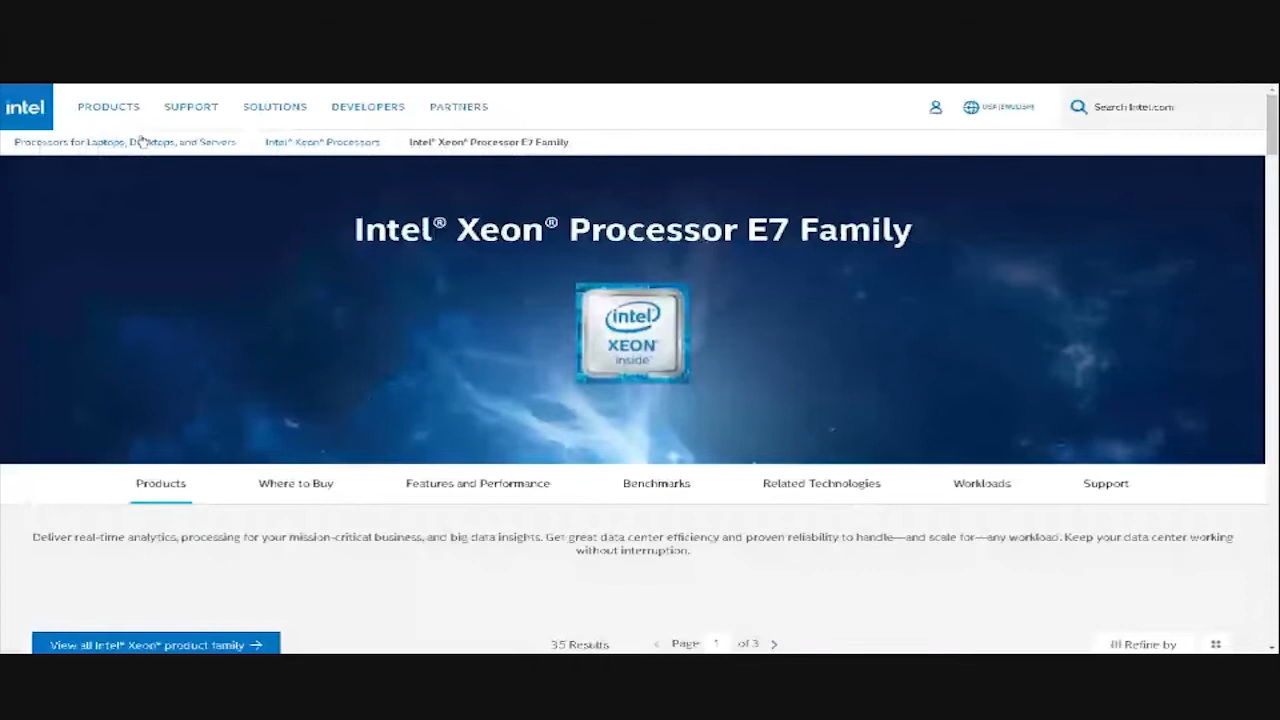 intel
PRODUCTS SUPPORT SOLUTIONS DEVELOPERS PARTNERS
USA (ENGLISH)
Search Intel.com
Processors for Laptops, Desktops, and Servers Intel® Xeon® Processors Intel® Xeon® Processor E7 Family
Intel® Xeon® Processor E7 Family
intel
XEON
inside
Products Where to Buy Features and Performance Benchmarks Related Technologies Workloads Support
Deliver real-time analytics, processing for your mission-critical business, and big data insights. Get great data center efficiency and proven reliability to handle—and scale for—any workload. Keep your data center working
without interruption.
View all Intel® Xeon® product family → 35 Results < Page 1 of 3 > Refine by